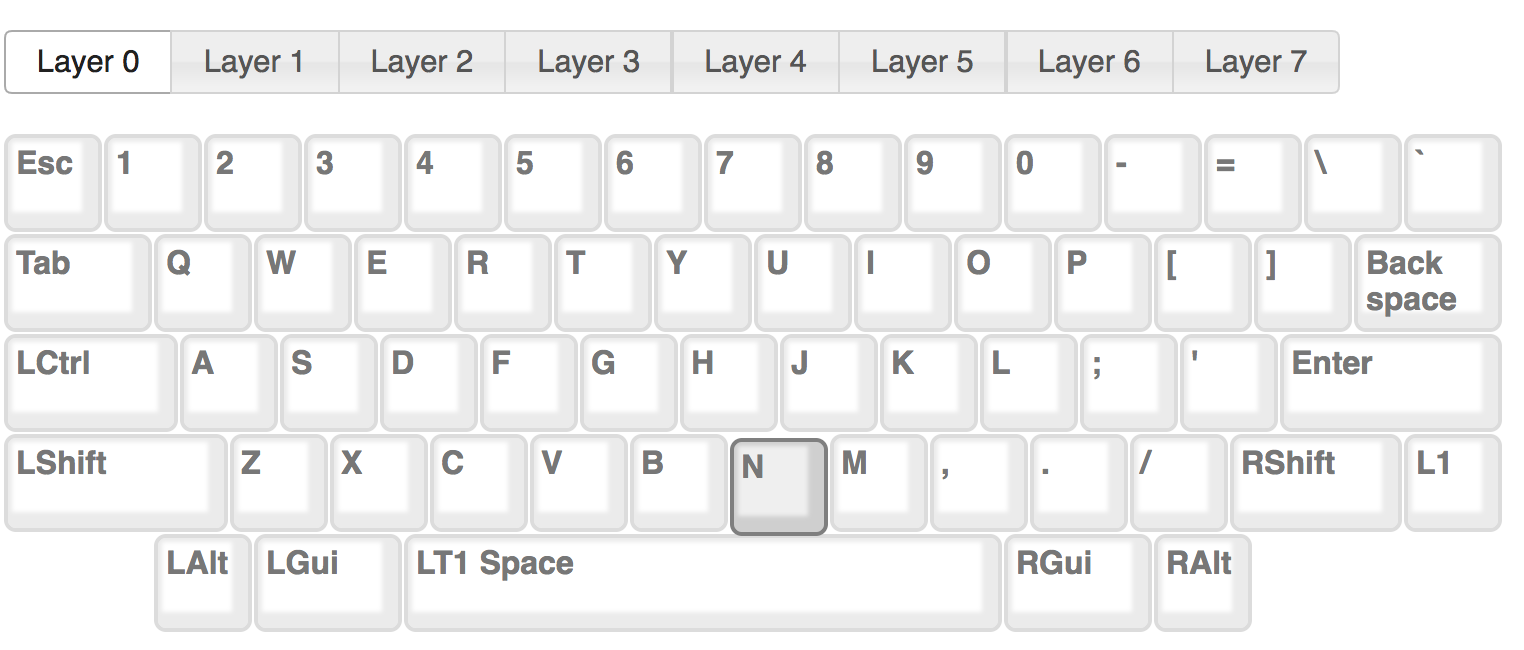 Layer 0 Layer 1 Layer 2 Layer 3 Layer 4 Layer 5 Layer 6 Layer 7
Esc 1 2 3 4 5 6 7 8 9 0 - = \ `
Tab Q W E R T Y U I O P [ ] Back
space
LCtrl A S D F G H J K L ; ' Enter
LShift Z X C V B N M , . / RShift L1
LAlt LGui LT1 Space RGui RAlt